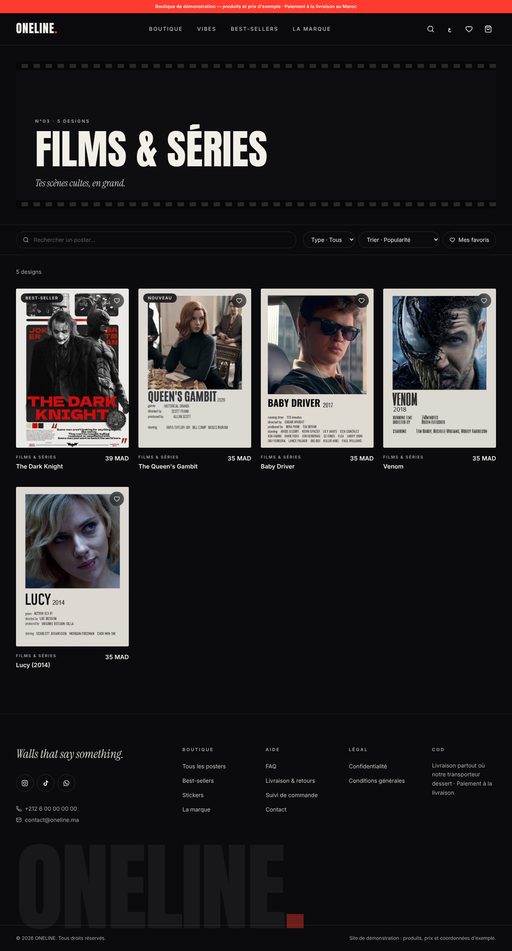 Boutique de démonstration — produits et prix d'exemple · Paiement à la livraison au Maroc
ONELINE.
BOUTIQUE
VIBES
BEST-SELLERS
LA MARQUE
ع
N°03 · 5 DESIGNS
FILMS & SÉRIES
Tes scènes cultes, en grand.
Rechercher un poster...
Type · Tous
Trier · Popularité
Mes favoris
5 designs
BEST-SELLER
THE DARK
KNIGHT
FILMS & SÉRIES
39 MAD
The Dark Knight
NOUVEAU
QUEEN'S GAMBIT 2020
FILMS & SÉRIES
35 MAD
The Queen's Gambit
BABY DRIVER 2017
FILMS & SÉRIES
35 MAD
Baby Driver
VENOM
2018
FILMS & SÉRIES
35 MAD
Venom
LUCY 2014
FILMS & SÉRIES
35 MAD
Lucy (2014)
Walls that say something.
+212 6 00 00 00 00
contact@oneline.ma
BOUTIQUE
Tous les posters
Best-sellers
Stickers
La marque
AIDE
FAQ
Livraison & retours
Suivi de commande
Contact
LÉGAL
Confidentialité
Conditions générales
COD
Livraison partout où
notre transporteur
dessert · Paiement à la
livraison
ONELINE.
© 2026 ONELINE. Tous droits réservés.
Site de démonstration : produits, prix et coordonnées d'exemple.